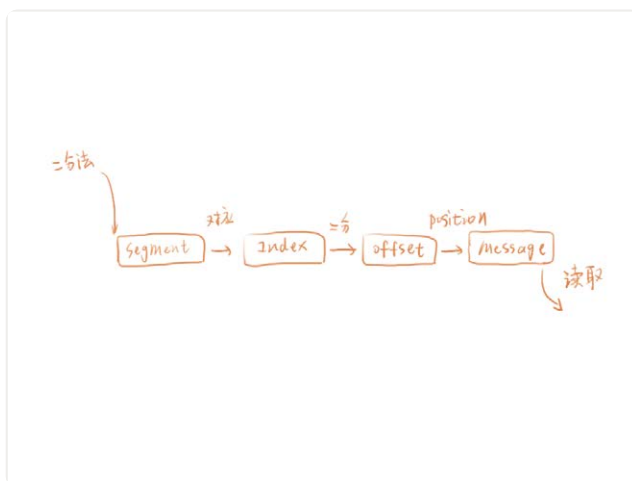 二分法
segment
对应
Index
二分
offset
position
message
读取